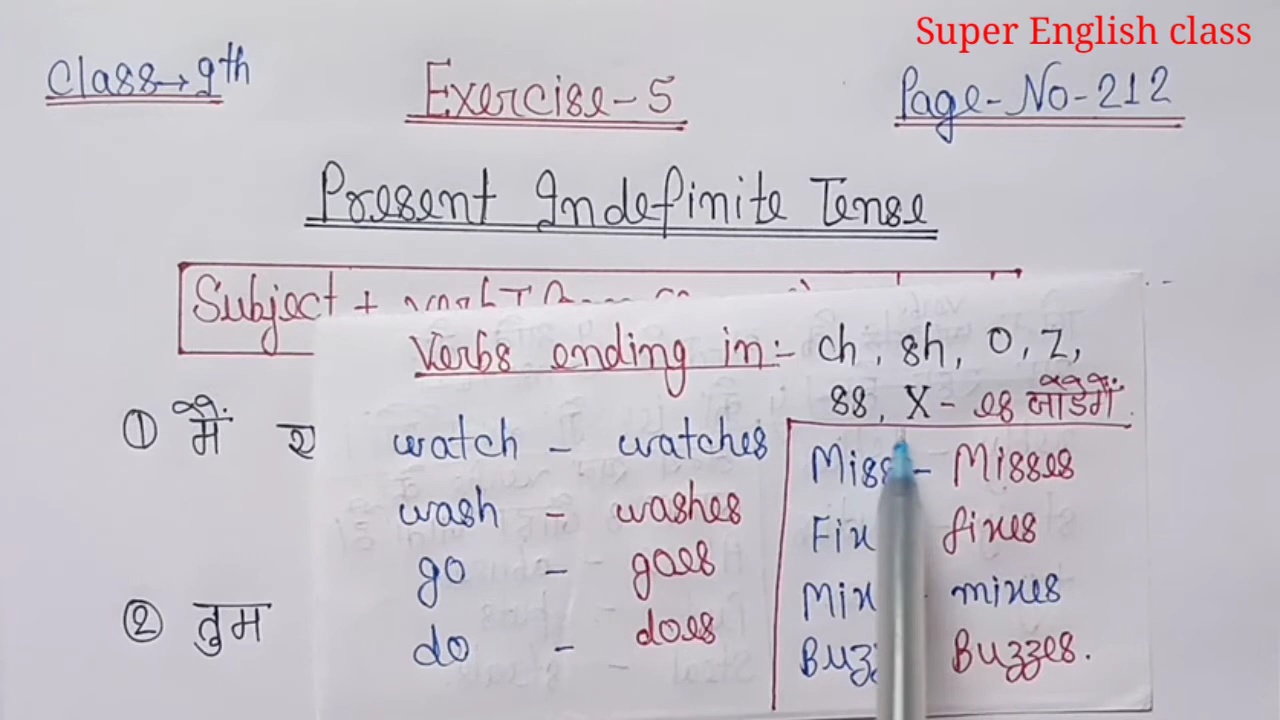 Super English class
Class→9th
Exercise-5
Page-No-212
Present Indefinite Tense
Subject +
Verbs ending in:- ch, sh, O, Z,
ss, X - es जोडेगें
① मैं
watch - watches
wash - washes
go - goes
do - does
Miss - Misses
Fix fixes
Mix - mixes
Buzz Buzzes.
② तुम